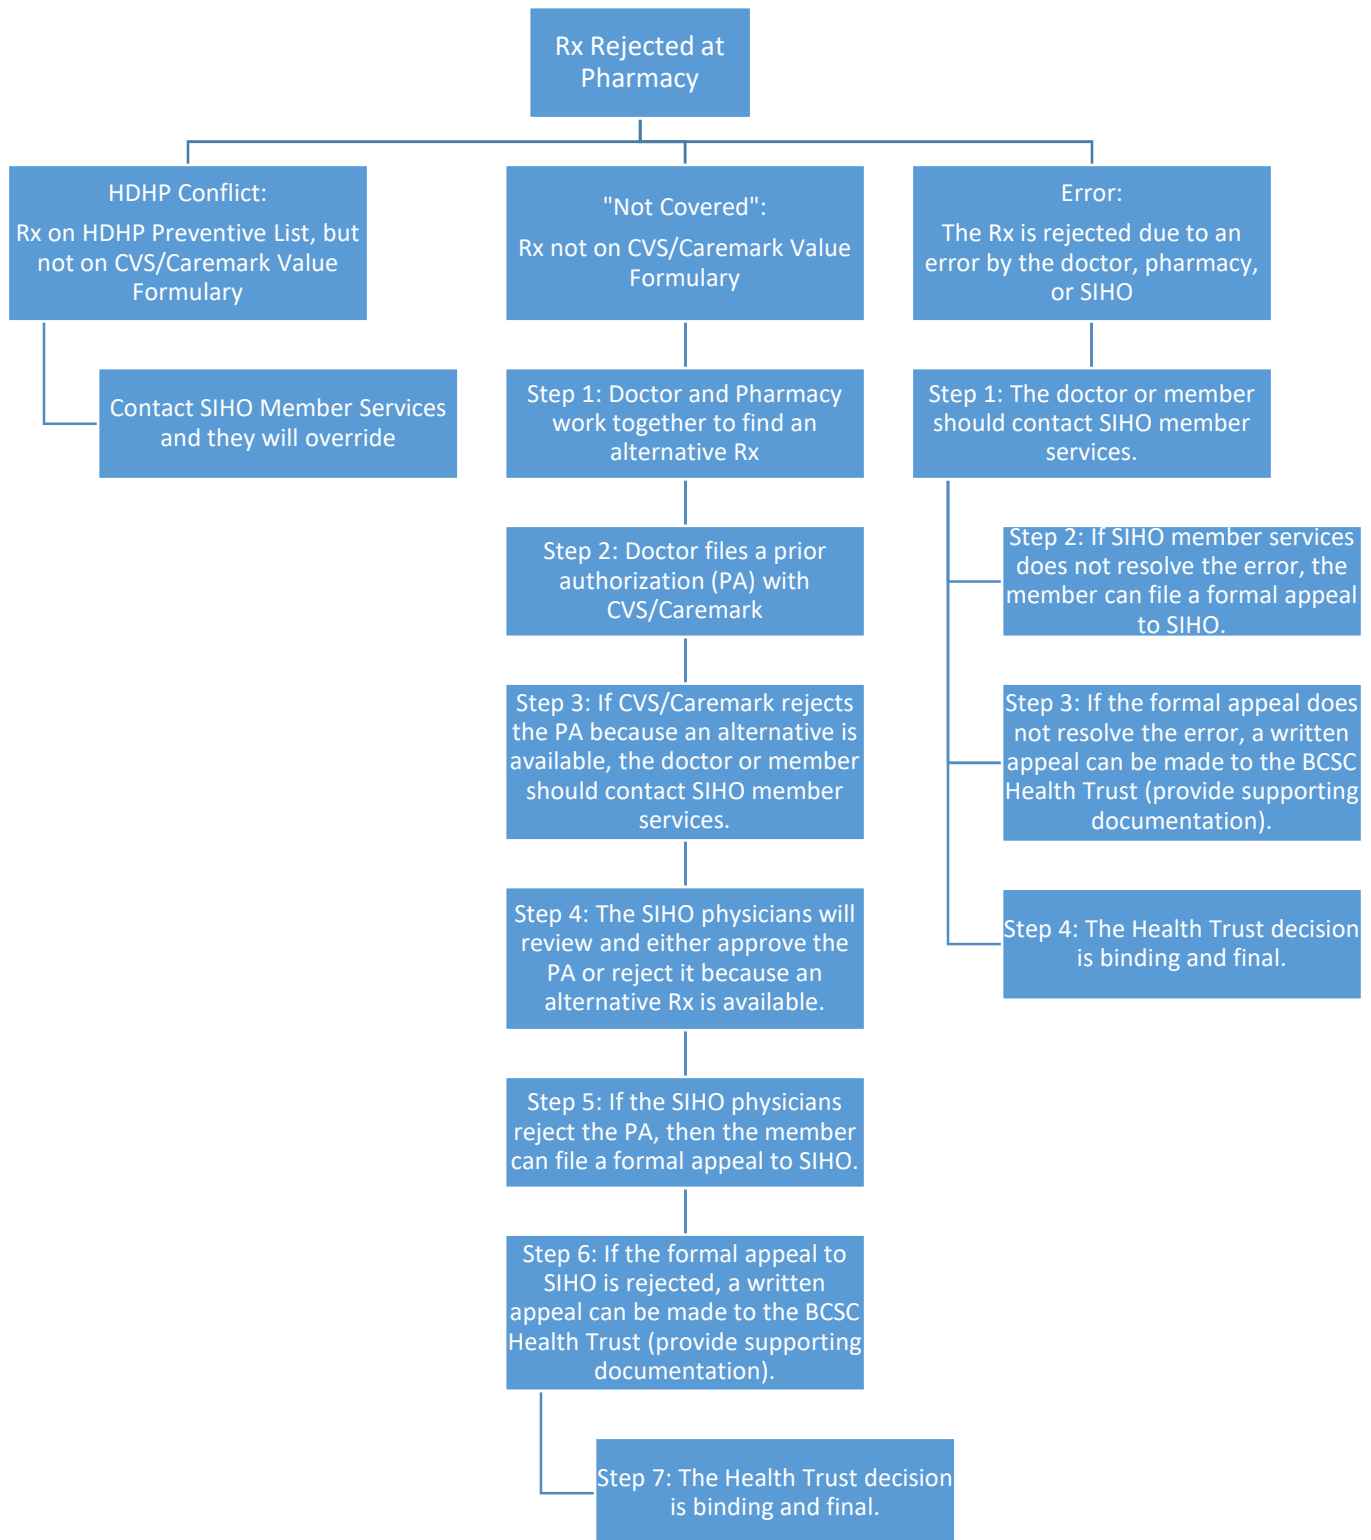 Rx Rejected at
Pharmacy
HDHP Conflict:
Rx on HDHP Preventive List, but
not on CVS/Caremark Value
Formulary
Contact SIHO Member Services
and they will override
"Not Covered":
Rx not on CVS/Caremark Value
Formulary
Step 1: Doctor and Pharmacy
work together to find an
alternative Rx
Step 2: Doctor files a prior
authorization (PA) with
CVS/Caremark
Step 3: If CVS/Caremark rejects
the PA because an alternative is
available, the doctor or member
should contact SIHO member
services.
Step 4: The SIHO physicians will
review and either approve the
PA or reject it because an
alternative Rx is available.
Step 5: If the SIHO physicians
reject the PA, then the member
can file a formal appeal to SIHO.
Step 6: If the formal appeal to
SIHO is rejected, a written
appeal can be made to the BCSC
Health Trust (provide supporting
documentation).
Step 7: The Health Trust decision
is binding and final.
Error:
The Rx is rejected due to an
error by the doctor, pharmacy,
or SIHO
Step 1: The doctor or member
should contact SIHO member
services.
Step 2: If SIHO member services
does not resolve the error, the
member can file a formal appeal
to SIHO.
Step 3: If the formal appeal does
not resolve the error, a written
appeal can be made to the BCSC
Health Trust (provide supporting
documentation).
Step 4: The Health Trust decision
is binding and final.